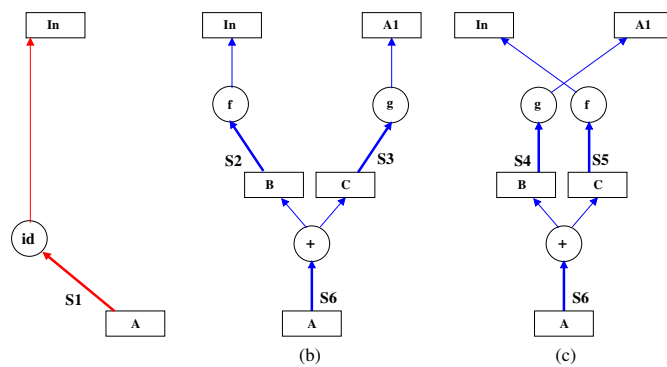 In In A1 In A1
f g g f
S2 S3 S4 S5
B C B C
id + +
S1 S6 S6
A A A
(b) (c)